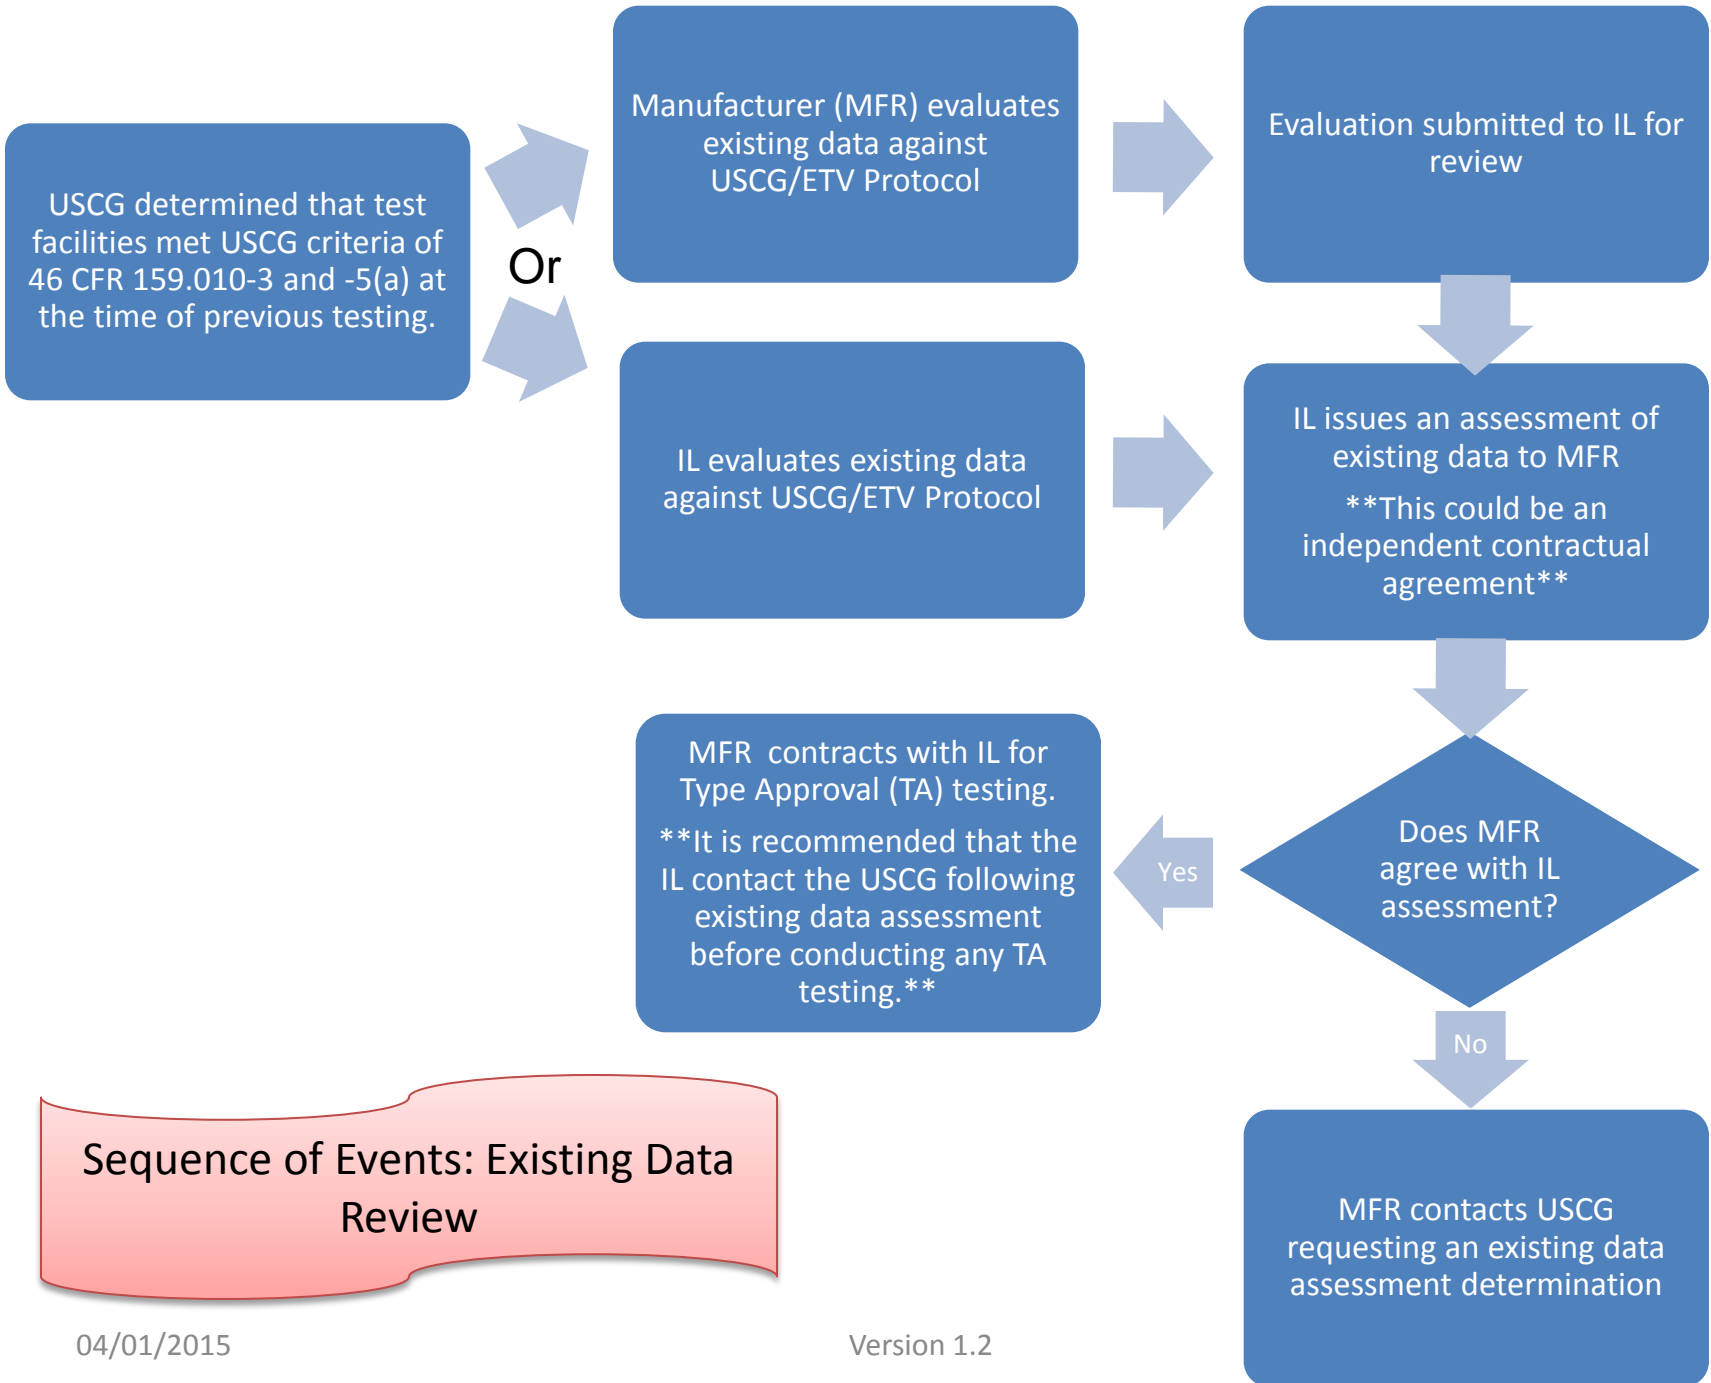 USCG determined that test
facilities met USCG criteria of
46 CFR 159.010-3 and -5(a) at
the time of previous testing.
Or
Manufacturer (MFR) evaluates
existing data against
USCG/ETV Protocol
Evaluation submitted to IL for
review
IL evaluates existing data
against USCG/ETV Protocol
IL issues an assessment of
existing data to MFR
**This could be an
independent contractual
agreement**
Does MFR
agree with IL
assessment?
Yes
MFR  contracts with IL for
Type Approval (TA) testing.
**It is recommended that the
IL contact the USCG following
existing data assessment
before conducting any TA
testing.**
No
MFR contacts USCG
requesting an existing data
assessment determination
Sequence of Events: Existing Data
Review
04/01/2015
Version 1.2